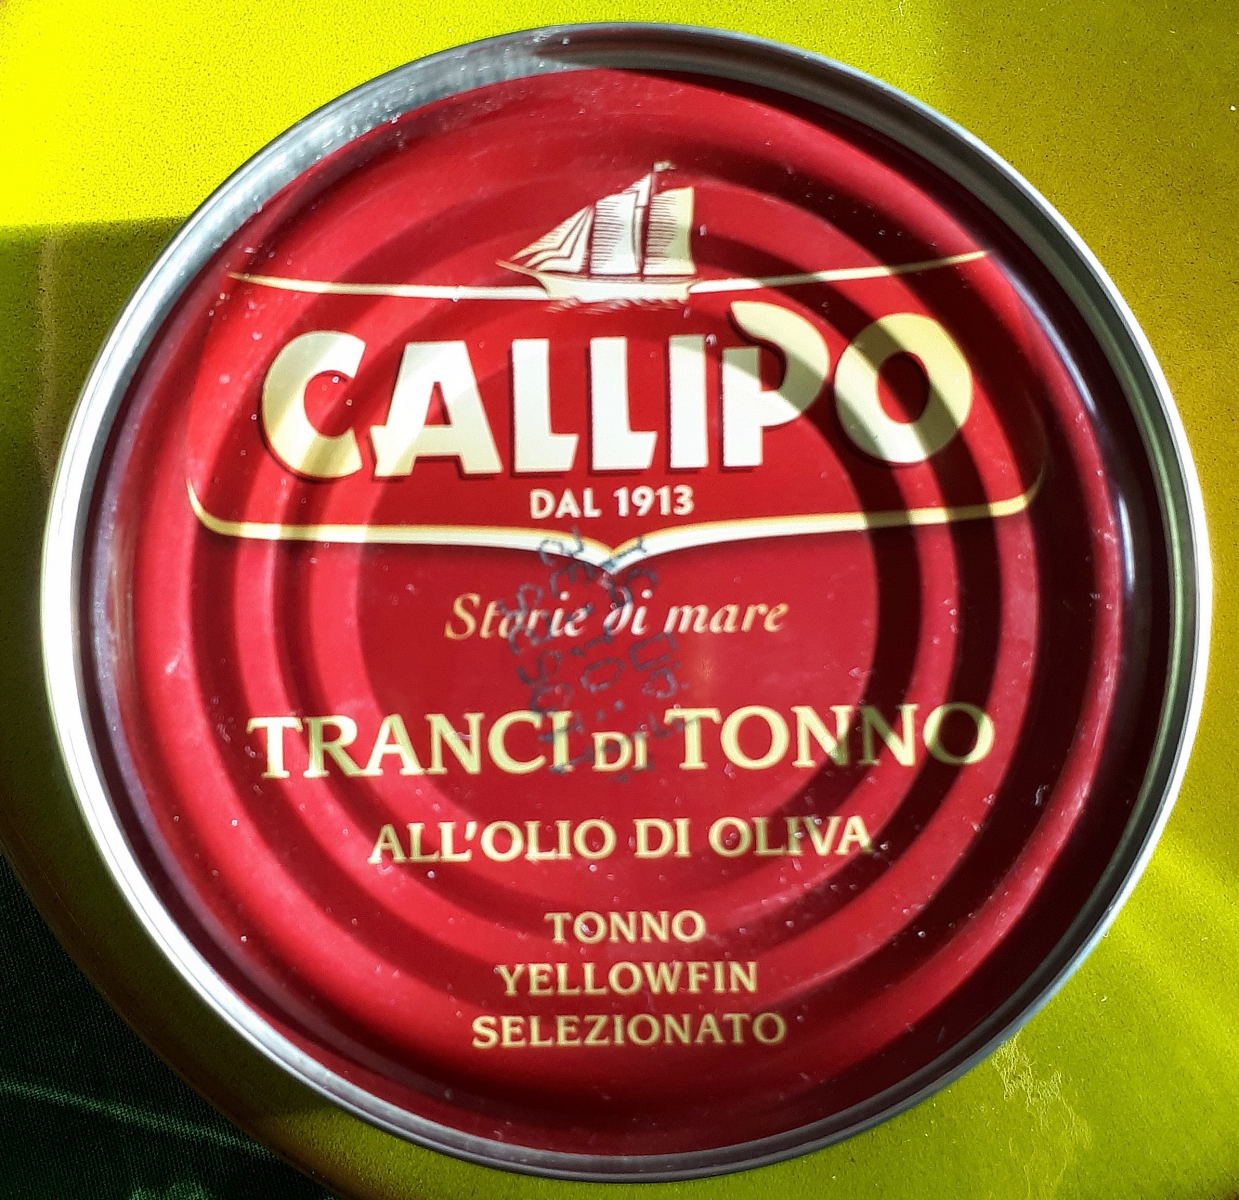 CALLIPO
DAL 1913
Storie di mare
TRANCI DI TONNO
ALL'OLIO DI OLIVA
TONNO
YELLOWFIN
SELEZIONATO